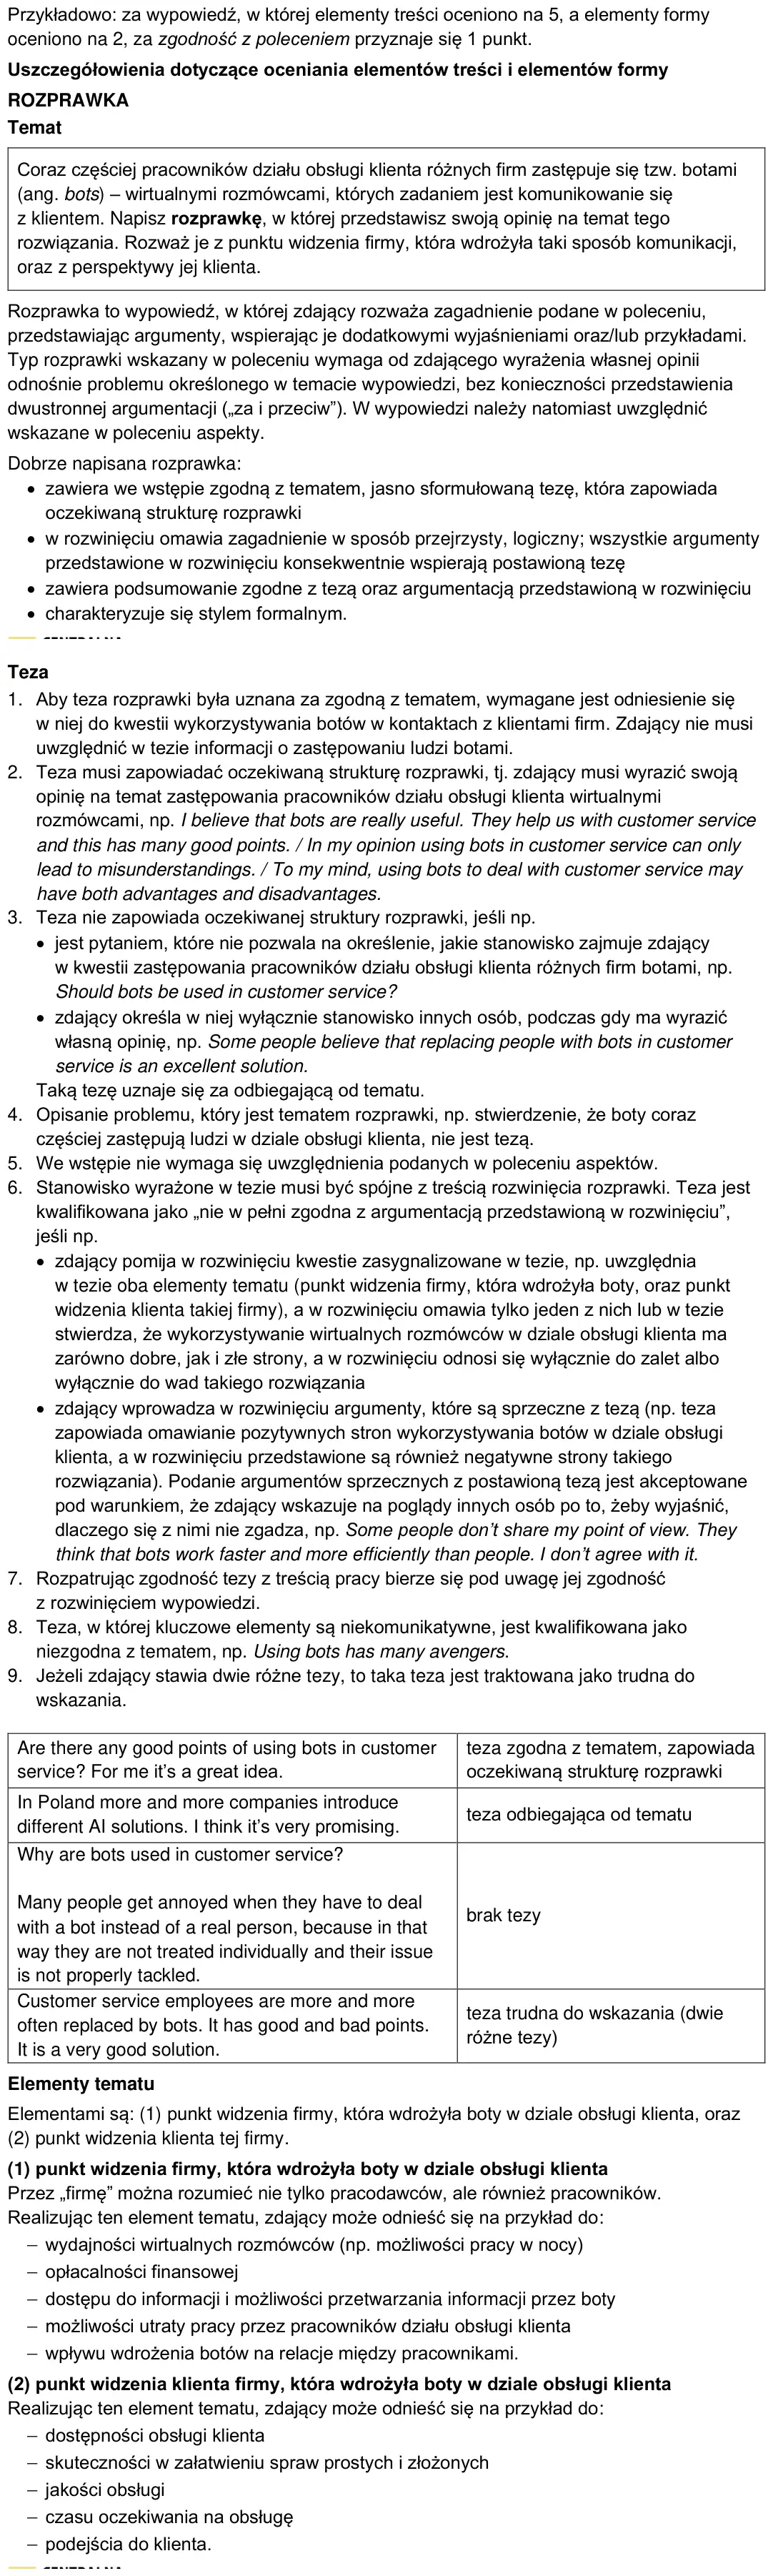 Przykładowo: za wypowiedź, w której elementy treści oceniono na 5, a elementy formy
oceniono na 2, za zgodność z poleceniem przyznaje się 1 punkt.
Uszczegółowienia dotyczące oceniania elementów treści i elementów formy
ROZPRAWKA
Temat
Coraz częściej pracowników działu obsługi klienta różnych firm zastępuje się tzw. botami
(ang. bots) – wirtualnymi rozmówcami, których zadaniem jest komunikowanie się
z klientem. Napisz rozprawkę, w której przedstawisz swoją opinię na temat tego
rozwiązania. Rozważ je z punktu widzenia firmy, która wdrożyła taki sposób komunikacji,
oraz z perspektywy jej klienta.
Rozprawka to wypowiedź, w której zdający rozważa zagadnienie podane w poleceniu,
przedstawiając argumenty, wspierając je dodatkowymi wyjaśnieniami oraz/lub przykładami.
Typ rozprawki wskazany w poleceniu wymaga od zdającego wyrażenia własnej opinii
odnośnie problemu określonego w temacie wypowiedzi, bez konieczności przedstawienia
dwustronnej argumentacji („za i przeciw”). W wypowiedzi należy natomiast uwzględnić
wskazane w poleceniu aspekty.
Dobrze napisana rozprawka:
• zawiera we wstępie zgodną z tematem, jasno sformułowaną tezę, która zapowiada
oczekiwaną strukturę rozprawki
• w rozwinięciu omawia zagadnienie w sposób przejrzysty, logiczny; wszystkie argumenty
przedstawione w rozwinięciu konsekwentnie wspierają postawioną tezę
• zawiera podsumowanie zgodne z tezą oraz argumentacją przedstawioną w rozwinięciu
• charakteryzuje się stylem formalnym.
Teza
1. Aby teza rozprawki była uznana za zgodną z tematem, wymagane jest odniesienie się
w niej do kwestii wykorzystywania botów w kontaktach z klientami firm. Zdający nie musi
uwzględnić w tezie informacji o zastępowaniu ludzi botami.
2. Teza musi zapowiadać oczekiwaną strukturę rozprawki, tj. zdający musi wyrazić swoją
opinię na temat zastępowania pracowników działu obsługi klienta wirtualnymi
rozmówcami, np. I believe that bots are really useful. They help us with customer service
and this has many good points. / In my opinion using bots in customer service can only
lead to misunderstandings. / To my mind, using bots to deal with customer service may
have both advantages and disadvantages.
3. Teza nie zapowiada oczekiwanej struktury rozprawki, jeśli np.
• jest pytaniem, które nie pozwala na określenie, jakie stanowisko zajmuje zdający
w kwestii zastępowania pracowników działu obsługi klienta różnych firm botami, np.
Should bots be used in customer service?
• zdający określa w niej wyłącznie stanowisko innych osób, podczas gdy ma wyrazić
własną opinię, np. Some people believe that replacing people with bots in customer
service is an excellent solution.
Taką tezę uznaje się za odbiegającą od tematu.
4. Opisanie problemu, który jest tematem rozprawki, np. stwierdzenie, że boty coraz
częściej zastępują ludzi w dziale obsługi klienta, nie jest tezą.
5. We wstępie nie wymaga się uwzględnienia podanych w poleceniu aspektów.
6. Stanowisko wyrażone w tezie musi być spójne z treścią rozwinięcia rozprawki. Teza jest
kwalifikowana jako „nie w pełni zgodna z argumentacją przedstawioną w rozwinięciu”,
jeśli np.
• zdający pomija w rozwinięciu kwestie zasygnalizowane w tezie, np. uwzględnia
w tezie oba elementy tematu (punkt widzenia firmy, która wdrożyła boty, oraz punkt
widzenia klienta takiej firmy), a w rozwinięciu omawia tylko jeden z nich lub w tezie
stwierdza, że wykorzystywanie wirtualnych rozmówców w dziale obsługi klienta ma
zarówno dobre, jak i złe strony, a w rozwinięciu odnosi się wyłącznie do zalet albo
wyłącznie do wad takiego rozwiązania
• zdający wprowadza w rozwinięciu argumenty, które są sprzeczne z tezą (np. teza
zapowiada omawianie pozytywnych stron wykorzystywania botów w dziale obsługi
klienta, a w rozwinięciu przedstawione są również negatywne strony takiego
rozwiązania). Podanie argumentów sprzecznych z postawioną tezą jest akceptowane
pod warunkiem, że zdający wskazuje na poglądy innych osób po to, żeby wyjaśnić,
dlaczego się z nimi nie zgadza, np. Some people don’t share my point of view. They
think that bots work faster and more efficiently than people. I don’t agree with it.
7. Rozpatrując zgodność tezy z treścią pracy bierze się pod uwagę jej zgodność
z rozwinięciem wypowiedzi.
8. Teza, w której kluczowe elementy są niekomunikatywne, jest kwalifikowana jako
niezgodna z tematem, np. Using bots has many avengers.
9. Jeżeli zdający stawia dwie różne tezy, to taka teza jest traktowana jako trudna do
wskazania.
Are there any good points of using bots in customer
service? For me it’s a great idea.
teza zgodna z tematem, zapowiada
oczekiwaną strukturę rozprawki
In Poland more and more companies introduce
different AI solutions. I think it’s very promising.
teza odbiegająca od tematu
Why are bots used in customer service?
Many people get annoyed when they have to deal
with a bot instead of a real person, because in that
way they are not treated individually and their issue
is not properly tackled.
brak tezy
Customer service employees are more and more
often replaced by bots. It has good and bad points.
It is a very good solution.
teza trudna do wskazania (dwie
różne tezy)
Elementy tematu
Elementami są: (1) punkt widzenia firmy, która wdrożyła boty w dziale obsługi klienta, oraz
(2) punkt widzenia klienta tej firmy.
(1) punkt widzenia firmy, która wdrożyła boty w dziale obsługi klienta
Przez „firmę” można rozumieć nie tylko pracodawców, ale również pracowników.
Realizując ten element tematu, zdający może odnieść się na przykład do:
– wydajności wirtualnych rozmówców (np. możliwości pracy w nocy)
– opłacalności finansowej
– dostępu do informacji i możliwości przetwarzania informacji przez boty
– możliwości utraty pracy przez pracowników działu obsługi klienta
– wpływu wdrożenia botów na relacje między pracownikami.
(2) punkt widzenia klienta firmy, która wdrożyła boty w dziale obsługi klienta
Realizując ten element tematu, zdający może odnieść się na przykład do:
– dostępności obsługi klienta
– skuteczności w załatwieniu spraw prostych i złożonych
– jakości obsługi
– czasu oczekiwania na obsługę
– podejścia do klienta.